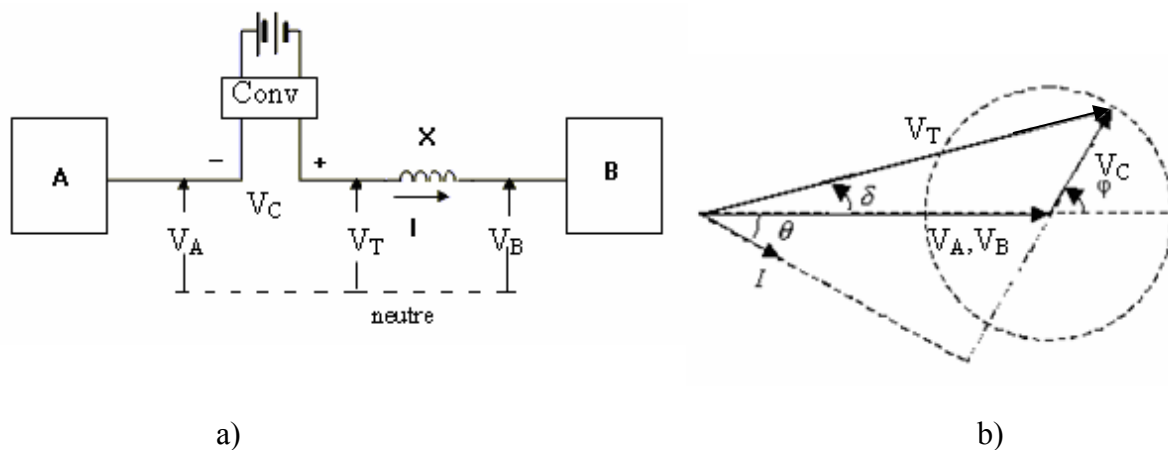 Conv
A
−
+
X
B
V_C
I
V_A
V_T
V_B
neutre
V_T
V_C
φ
δ
θ
V_A,V_B
I
a)
b)